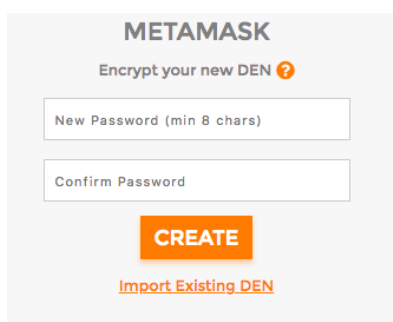 METAMASK
Encrypt your new DEN ?
New Password (min 8 chars)
Confirm Password
CREATE
Import Existing DEN